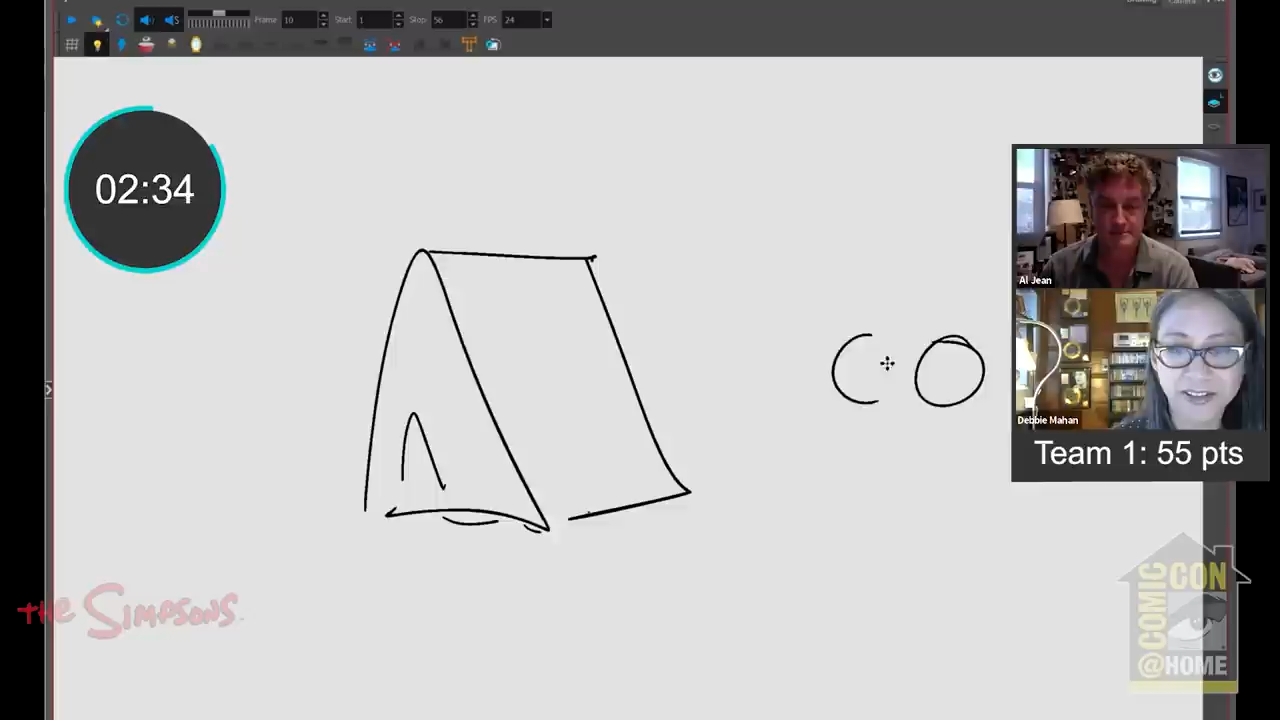 Frame 10 Start: 1 Stop: 56 FPS 24
02:34
Al Jean
Debbie Mahan
Team 1: 55 pts
THE SIMPSONS
COMIC CON
@HOME